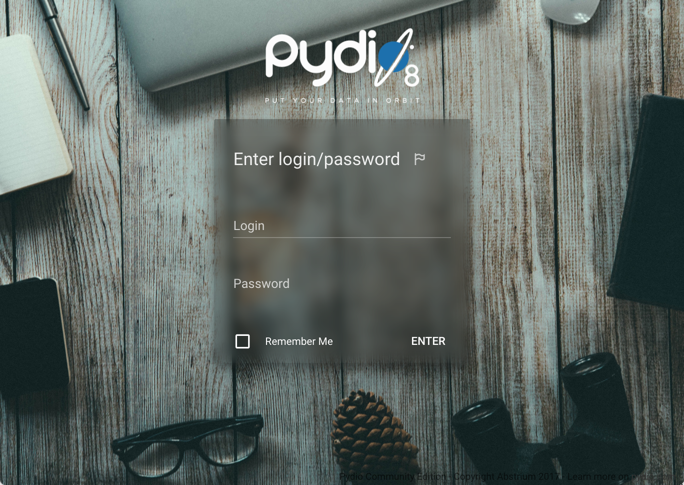 pydio 8
PUT YOUR DATA IN ORBIT
Enter login/password
Login
Password
Remember Me
ENTER
Pydio Community Edition - Copyright Abstrium 2017 - Learn more on